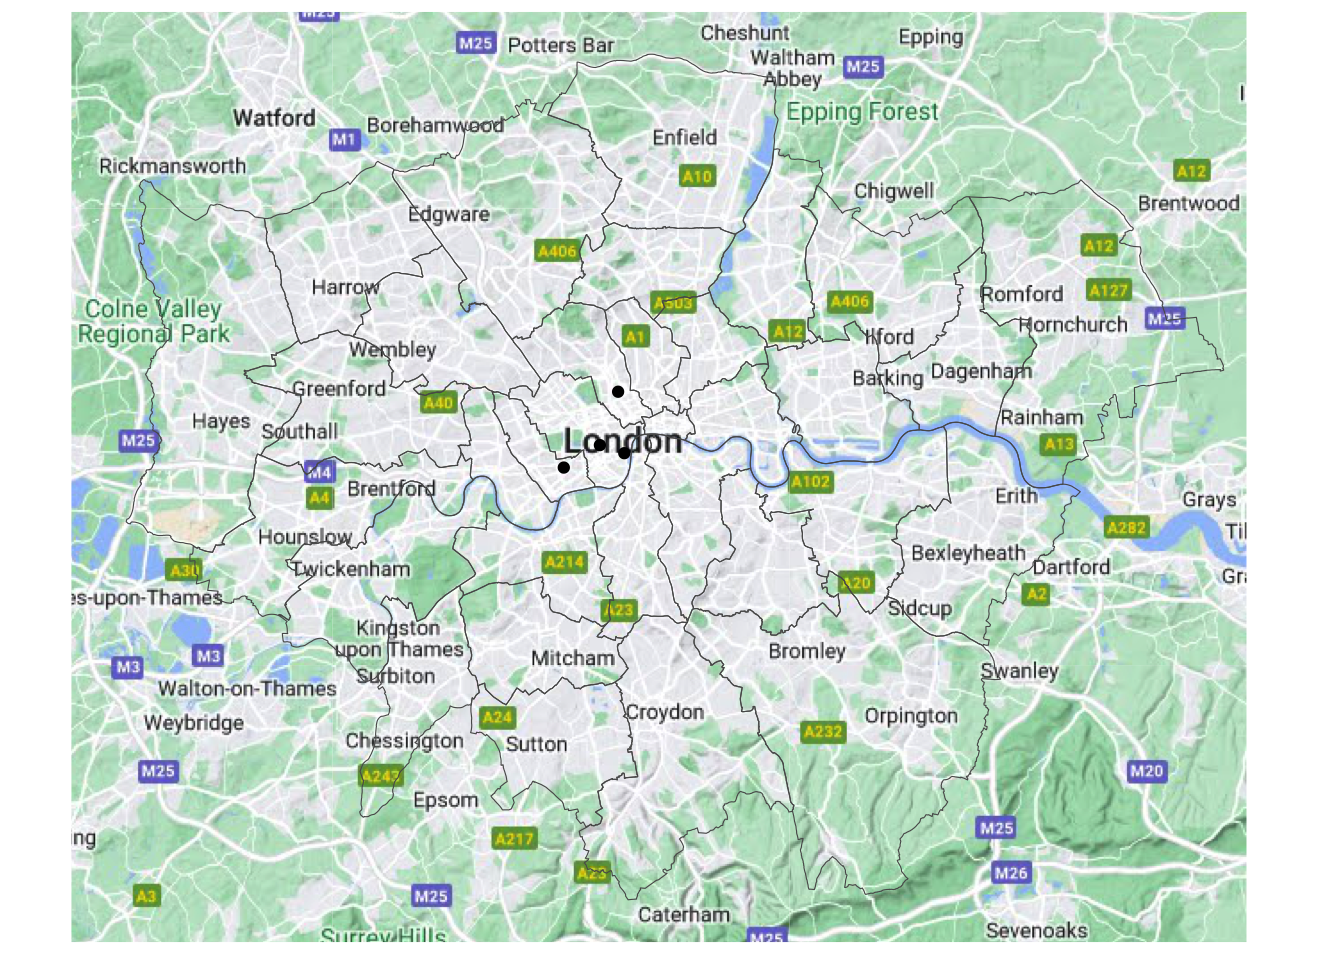 M25
Cheshunt
Epping
M25
Potters Bar
Waltham
Abbey
M25
Epping Forest
Watford
Borehamwood
M1
Enfield
Rickmansworth
A10
A12
Chigwell
Brentwood
Edgware
A406
A12
Harrow
Romford
A127
Colne Valley
Regional Park
A503
A406
Hornchurch
M25
A1
A12
Ilford
Wembley
Greenford
Barking
Dagenham
A40
Hayes
Southall
Rainham
M25
London
A13
M4
A4
Brentford
A102
Erith
Grays
Hounslow
A282
Bexleyheath
A30
Twickenham
A214
Dartford
A20
A2
es-upon-Thames
A23
Sidcup
Kingston
upon Thames
M3
M3
Mitcham
Bromley
Surbiton
Swanley
Walton-on-Thames
Weybridge
A24
Croydon
Orpington
Chessington
Sutton
A232
M25
A243
M20
Epsom
ng
A217
M25
A23
M26
A3
M25
Caterham
Surrey Hills
M25
Sevenoaks